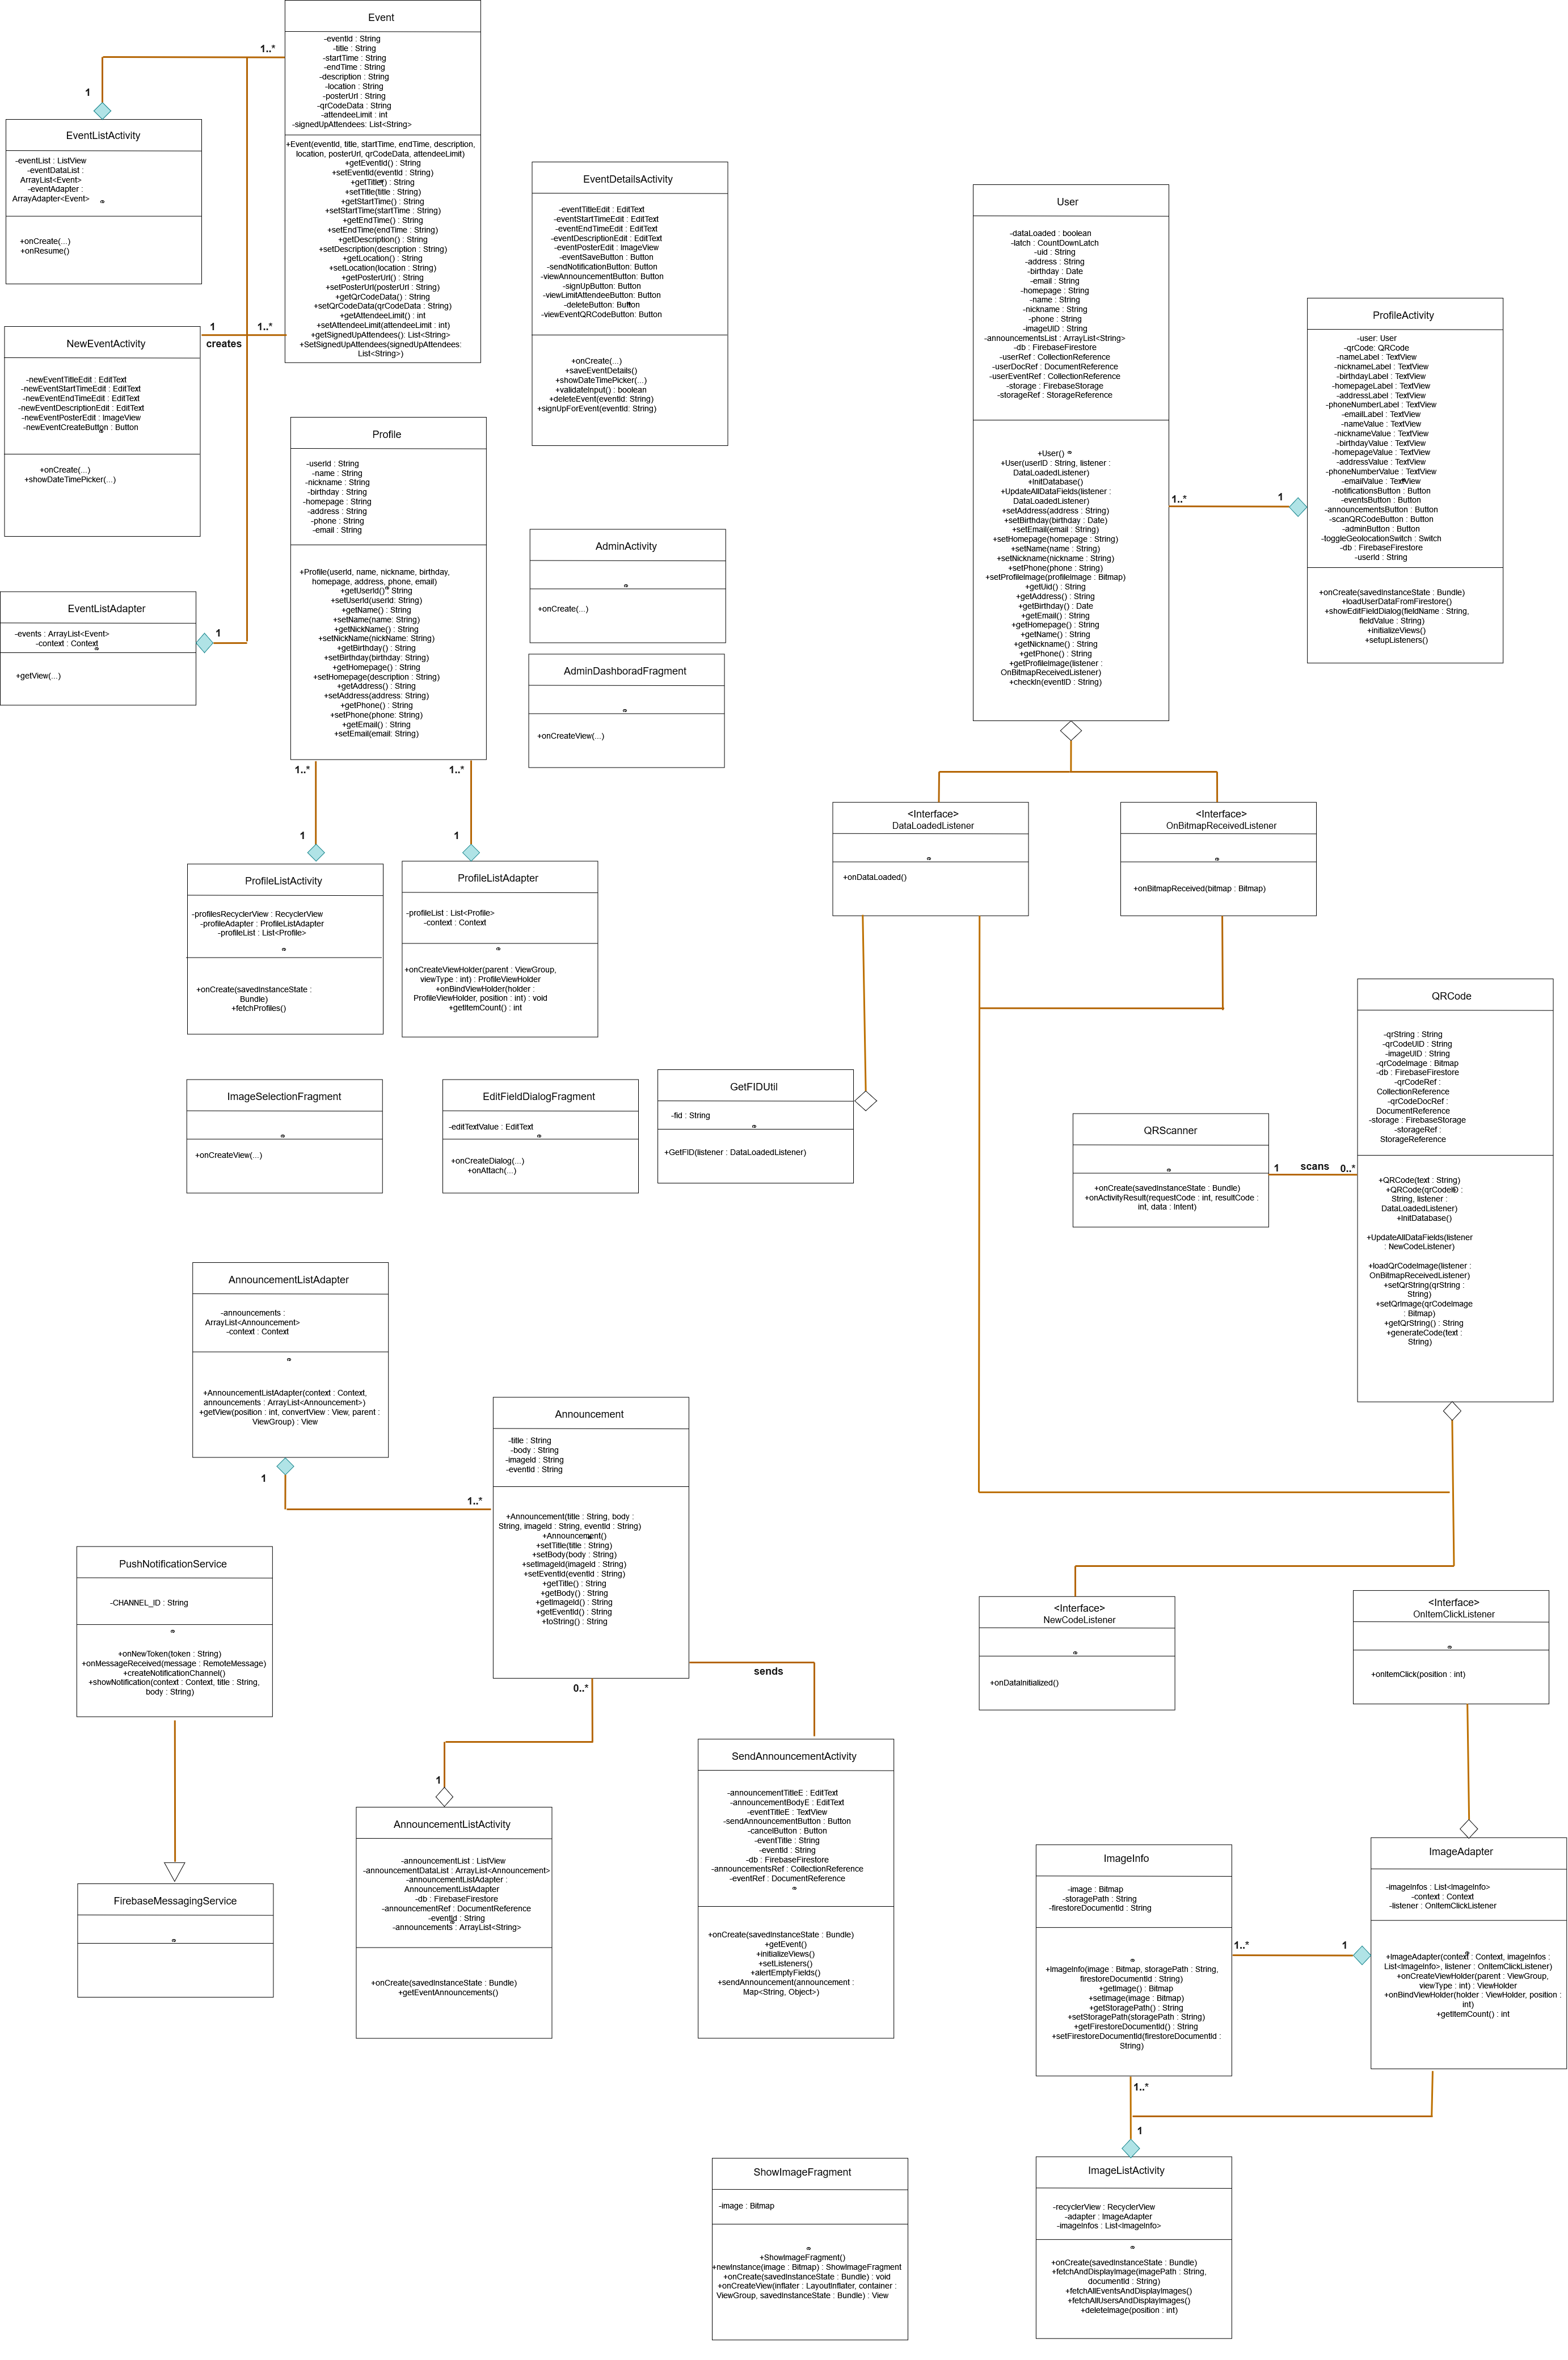 Event
-eventId : String
-title : String
-startTime : String
-endTime : String
-description : String
-location : String
-posterUrl : String
-qrCodeData : String
-attendeeLimit : int
-signedUpAttendees: List<String>
+Event(eventId, title, startTime, endTime, description,
location, posterUrl, qrCodeData, attendeeLimit)
+getEventId() : String
+setEventId(eventId : String)
+getTitle() : String
+setTitle(title : String)
+getStartTime() : String
+setStartTime(startTime : String)
+getEndTime() : String
+setEndTime(endTime : String)
+getDescription() : String
+setDescription(description : String)
+getLocation() : String
+setLocation(location : String)
+getPosterUrl() : String
+setPosterUrl(posterUrl : String)
+getQrCodeData() : String
+setQrCodeData(qrCodeData : String)
+getAttendeeLimit() : int
+setAttendeeLimit(attendeeLimit : int)
+getSignedUpAttendees(): List<String>
+SetSignedUpAttendees(signedUpAttendees:
List<String>)
1..*
1
EventListActivity
-eventList : ListView
-eventDataList :
ArrayList<Event>
-eventAdapter :
ArrayAdapter<Event>
+onCreate(...)
+onResume()
1
creates
1..*
NewEventActivity
-newEventTitleEdit : EditText
-newEventStartTimeEdit : EditText
-newEventEndTimeEdit : EditText
-newEventDescriptionEdit : EditText
-newEventPosterEdit : ImageView
-newEventCreateButton : Button
+onCreate(...)
+showDateTimePicker(...)
EventListAdapter
-events : ArrayList<Event>
-context : Context
+getView(...)
1
EventDetailsActivity
-eventTitleEdit : EditText
-eventStartTimeEdit : EditText
-eventEndTimeEdit : EditText
-eventDescriptionEdit : EditText
-eventPosterEdit : ImageView
-eventSaveButton : Button
-sendNotificationButton: Button
-viewAnnouncementButton: Button
-signUpButton: Button
-viewLimitAttendeeButton: Button
-deleteButton: Button
-viewEventQRCodeButton: Button
+onCreate(...)
+saveEventDetails()
+showDateTimePicker(...)
+validateInput() : boolean
+deleteEvent(eventId: String)
+signUpForEvent(eventId: String)
Profile
-userId : String
-name : String
-nickname : String
-birthday : String
-homepage : String
-address : String
-phone : String
-email : String
+Profile(userId, name, nickname, birthday,
homepage, address, phone, email)
+getUserId() : String
+setUserId(userId: String)
+getName() : String
+setName(name: String)
+getNickName() : String
+setNickName(nickName: String)
+getBirthday() : String
+setBirthday(birthday: String)
+getHomepage() : String
+setHomepage(description : String)
+getAddress() : String
+setAddress(address: String)
+getPhone() : String
+setPhone(phone: String)
+getEmail() : String
+setEmail(email: String)
1..*
1..*
1
1
AdminActivity
+onCreate(...)
AdminDashboradFragment
+onCreateView(...)
User
-dataLoaded : boolean
-latch : CountDownLatch
-uid : String
-address : String
-birthday : Date
-email : String
-homepage : String
-name : String
-nickname : String
-phone : String
-imageUID : String
-announcementsList : ArrayList<String>
-db : FirebaseFirestore
-userRef : CollectionReference
-userDocRef : DocumentReference
-userEventRef : CollectionReference
-storage : FirebaseStorage
-storageRef : StorageReference
+User()
+User(userID : String, listener :
DataLoadedListener)
+InitDatabase()
+UpdateAllDataFields(listener :
DataLoadedListener)
+setAddress(address : String)
+setBirthday(birthday : Date)
+setEmail(email : String)
+setHomepage(homepage : String)
+setName(name : String)
+setNickname(nickname : String)
+setPhone(phone : String)
+setProfileImage(profileImage : Bitmap)
+getUid() : String
+getAddress() : String
+getBirthday() : Date
+getEmail() : String
+getHomepage() : String
+getName() : String
+getNickname() : String
+getPhone() : String
+getProfileImage(listener :
OnBitmapReceivedListener)
+checkIn(eventID : String)
1..*
1
ProfileActivity
-user: User
-qrCode: QRCode
-nameLabel : TextView
-nicknameLabel : TextView
-birthdayLabel : TextView
-homepageLabel : TextView
-addressLabel : TextView
-phoneNumberLabel : TextView
-emailLabel : TextView
-nameValue : TextView
-nicknameValue : TextView
-birthdayValue : TextView
-homepageValue : TextView
-addressValue : TextView
-phoneNumberValue : TextView
-emailValue : TextView
-notificationsButton : Button
-eventsButton : Button
-announcementsButton : Button
-scanQRCodeButton : Button
-adminButton : Button
-toggleGeolocationSwitch : Switch
-db : FirebaseFirestore
-userId : String
+onCreate(savedInstanceState : Bundle)
+loadUserDataFromFirestore()
+showEditFieldDialog(fieldName : String,
fieldValue : String)
+initializeViews()
+setupListeners()
<Interface>
DataLoadedListener
+onDataLoaded()
<Interface>
OnBitmapReceivedListener
+onBitmapReceived(bitmap : Bitmap)
ProfileListActivity
-profilesRecyclerView : RecyclerView
-profileAdapter : ProfileListAdapter
-profileList : List<Profile>
+onCreate(savedInstanceState :
Bundle)
+fetchProfiles()
ProfileListAdapter
-profileList : List<Profile>
-context : Context
+onCreateViewHolder(parent : ViewGroup,
viewType : int) : ProfileViewHolder
+onBindViewHolder(holder :
ProfileViewHolder, position : int) : void
+getItemCount() : int
ImageSelectionFragment
+onCreateView(...)
EditFieldDialogFragment
-editTextValue : EditText
+onCreateDialog(...)
+onAttach(...)
GetFIDUtil
-fid : String
+GetFID(listener : DataLoadedListener)
QRScanner
+onCreate(savedInstanceState : Bundle)
+onActivityResult(requestCode : int, resultCode :
int, data : Intent)
1
scans
0..*
QRCode
-qrString : String
-qrCodeUID : String
-imageUID : String
-qrCodeImage : Bitmap
-db : FirebaseFirestore
-qrCodeRef :
CollectionReference
-qrCodeDocRef :
DocumentReference
-storage : FirebaseStorage
-storageRef :
StorageReference
+QRCode(text : String)
+QRCode(qrCodeID :
String, listener :
DataLoadedListener)
+InitDatabase()
+UpdateAllDataFields(listener
: NewCodeListener)
+loadQrCodeImage(listener :
OnBitmapReceivedListener)
+setQrString(qrString :
String)
+setQrImage(qrCodeImage
: Bitmap)
+getQrString() : String
+generateCode(text :
String)
AnnouncementListAdapter
-announcements :
ArrayList<Announcement>
-context : Context
+AnnouncementListAdapter(context : Context,
announcements : ArrayList<Announcement>)
+getView(position : int, convertView : View, parent :
ViewGroup) : View
1
1..*
Announcement
-title : String
-body : String
-imageId : String
-eventId : String
+Announcement(title : String, body :
String, imageId : String, eventId : String)
+Announcement()
+setTitle(title : String)
+setBody(body : String)
+setImageId(imageId : String)
+setEventId(eventId : String)
+getTitle() : String
+getBody() : String
+getImageId() : String
+getEventId() : String
+toString() : String
0..*
sends
1
PushNotificationService
-CHANNEL_ID : String
+onNewToken(token : String)
+onMessageReceived(message : RemoteMessage)
+createNotificationChannel()
+showNotification(context : Context, title : String,
body : String)
FirebaseMessagingService
AnnouncementListActivity
-announcementList : ListView
-announcementDataList : ArrayList<Announcement>
-announcementListAdapter :
AnnouncementListAdapter
-db : FirebaseFirestore
-announcementRef : DocumentReference
-eventId : String
-announcements : ArrayList<String>
+onCreate(savedInstanceState : Bundle)
+getEventAnnouncements()
SendAnnouncementActivity
-announcementTitleE : EditText
-announcementBodyE : EditText
-eventTitleE : TextView
-sendAnnouncementButton : Button
-cancelButton : Button
-eventTitle : String
-eventId : String
-db : FirebaseFirestore
-announcementsRef : CollectionReference
-eventRef : DocumentReference
+onCreate(savedInstanceState : Bundle)
+getEvent()
+initializeViews()
+setListeners()
+alertEmptyFields()
+sendAnnouncement(announcement :
Map<String, Object>)
<Interface>
NewCodeListener
+onDataInitialized()
<Interface>
OnItemClickListener
+onItemClick(position : int)
ImageInfo
-image : Bitmap
-storagePath : String
-firestoreDocumentId : String
+ImageInfo(image : Bitmap, storagePath : String,
firestoreDocumentId : String)
+getImage() : Bitmap
+setImage(image : Bitmap)
+getStoragePath() : String
+setStoragePath(storagePath : String)
+getFirestoreDocumentId() : String
+setFirestoreDocumentId(firestoreDocumentId :
String)
1..*
1
ImageAdapter
-imageInfos : List<ImageInfo>
-context : Context
-listener : OnItemClickListener
+ImageAdapter(context : Context, imageInfos :
List<ImageInfo>, listener : OnItemClickListener)
+onCreateViewHolder(parent : ViewGroup,
viewType : int) : ViewHolder
+onBindViewHolder(holder : ViewHolder, position :
int)
+getItemCount() : int
1..*
1
ShowImageFragment
-image : Bitmap
+ShowImageFragment()
+newInstance(image : Bitmap) : ShowImageFragment
+onCreate(savedInstanceState : Bundle) : void
+onCreateView(inflater : LayoutInflater, container :
ViewGroup, savedInstanceState : Bundle) : View
ImageListActivity
-recyclerView : RecyclerView
-adapter : ImageAdapter
-imageInfos : List<ImageInfo>
+onCreate(savedInstanceState : Bundle)
+fetchAndDisplayImage(imagePath : String,
documentId : String)
+fetchAllEventsAndDisplayImages()
+fetchAllUsersAndDisplayImages()
+deleteImage(position : int)